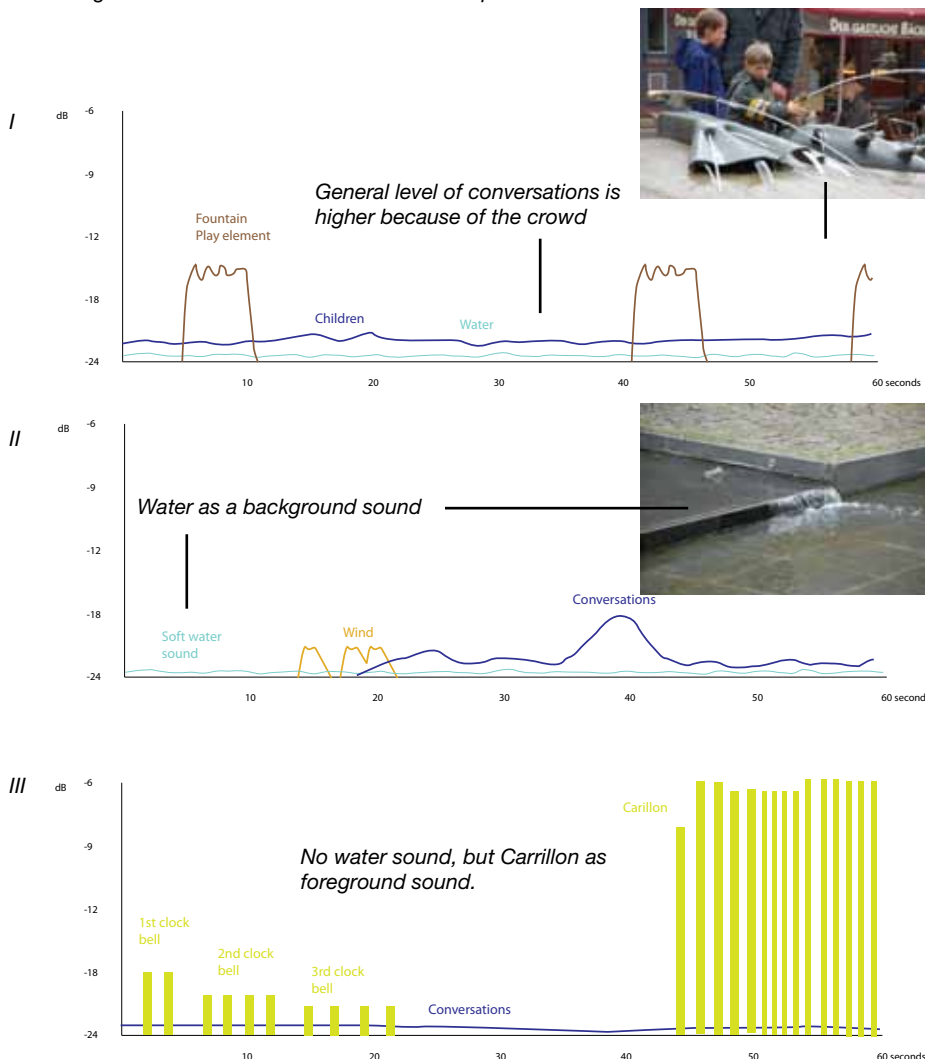 I
dB
-6
-9
-12
-18
-24
General level of conversations is
higher because of the crowd
Fountain
Play element
Children
Water
10
20
30
40
50
60 seconds
II
dB
-6
-9
-12
-18
-24
Water as a background sound
Soft water
sound
Wind
Conversations
10
20
30
40
50
60 second
III
dB
-6
-9
-12
-18
-24
Carillon
No water sound, but Carrillon as
foreground sound.
1st clock
bell
2nd clock
bell
3rd clock
bell
Conversations
10
20
30
40
50
60 seconds